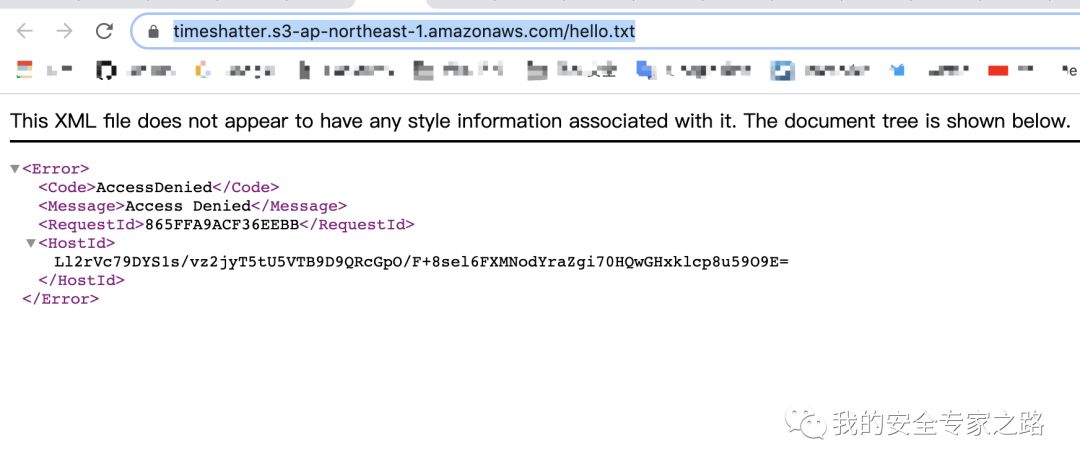 timeshatter.s3-ap-northeast-1.amazonaws.com/hello.txt
This XML file does not appear to have any style information associated with it. The document tree is shown below.
<Error>
<Code>AccessDenied</Code>
<Message>Access Denied</Message>
<RequestId>865FFA9ACF36EEBB</RequestId>
<HostId>
Ll2rVc79DYS1s/vz2jyT5tU5VTB9D9QRcGpO/F+8sel6FXMNodYraZgi70HQwGHxklcp8u59O9E=
</HostId>
</Error>
我的安全专家之路